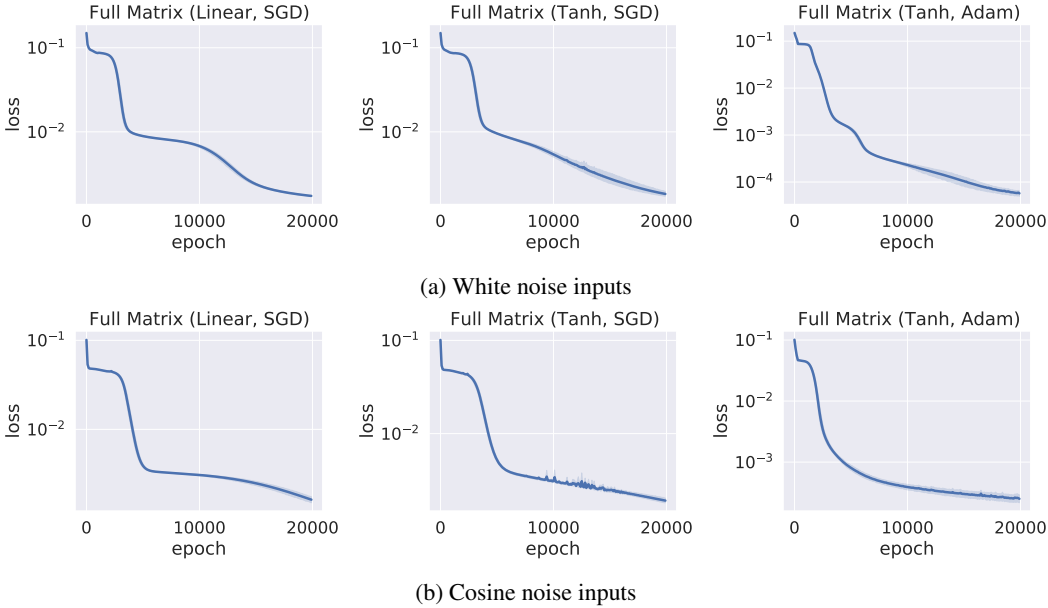 Full Matrix (Linear, SGD) Full Matrix (Tanh, SGD) Full Matrix (Tanh, Adam)
10⁻¹
10⁻²
loss
0 10000 20000
epoch
10⁻¹
10⁻²
loss
0 10000 20000
epoch
10⁻¹
10⁻²
10⁻³
10⁻⁴
loss
0 10000 20000
epoch
(a) White noise inputs
Full Matrix (Linear, SGD) Full Matrix (Tanh, SGD) Full Matrix (Tanh, Adam)
10⁻¹
10⁻²
loss
0 10000 20000
epoch
10⁻¹
10⁻²
loss
0 10000 20000
epoch
10⁻¹
10⁻²
10⁻³
loss
0 10000 20000
epoch
(b) Cosine noise inputs